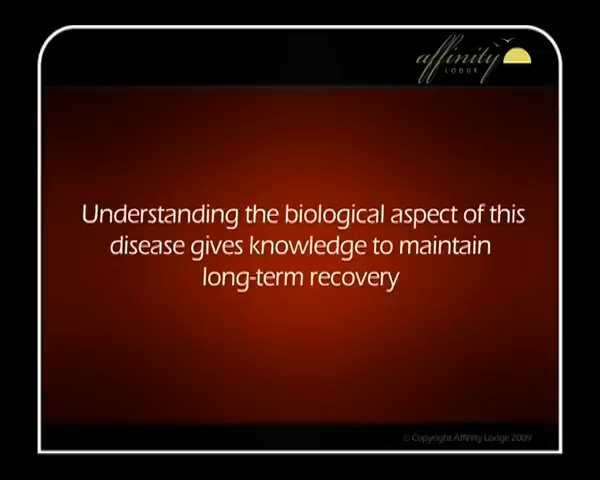 affinity
LODGE
Understanding the biological aspect of this
disease gives knowledge to maintain
long-term recovery
© Copyright Affinity Lodge 2009